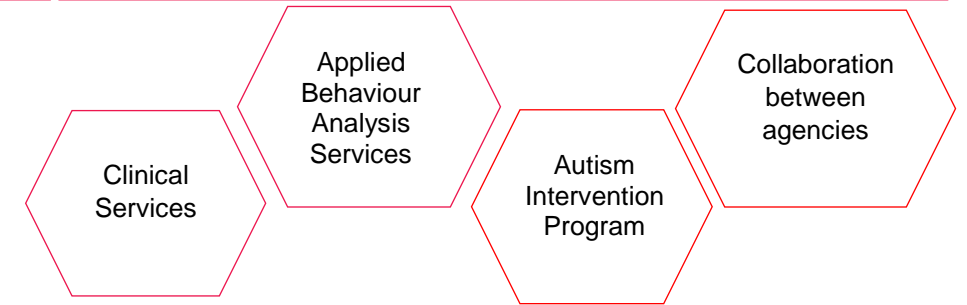 Clinical
Services
Applied
Behaviour
Analysis
Services
Autism
Intervention
Program
Collaboration
between
agencies